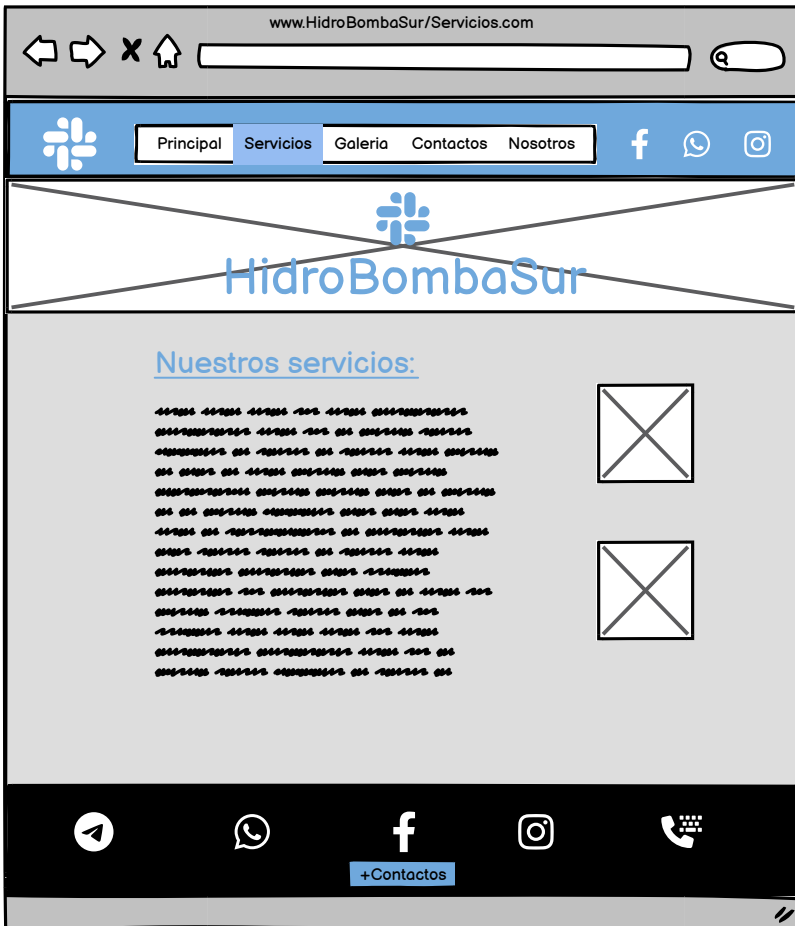 www.HidroBombaSur/Servicios.com
Principal Servicios Galeria Contactos Nosotros
HidroBombaSur
Nuestros servicios:
+Contactos